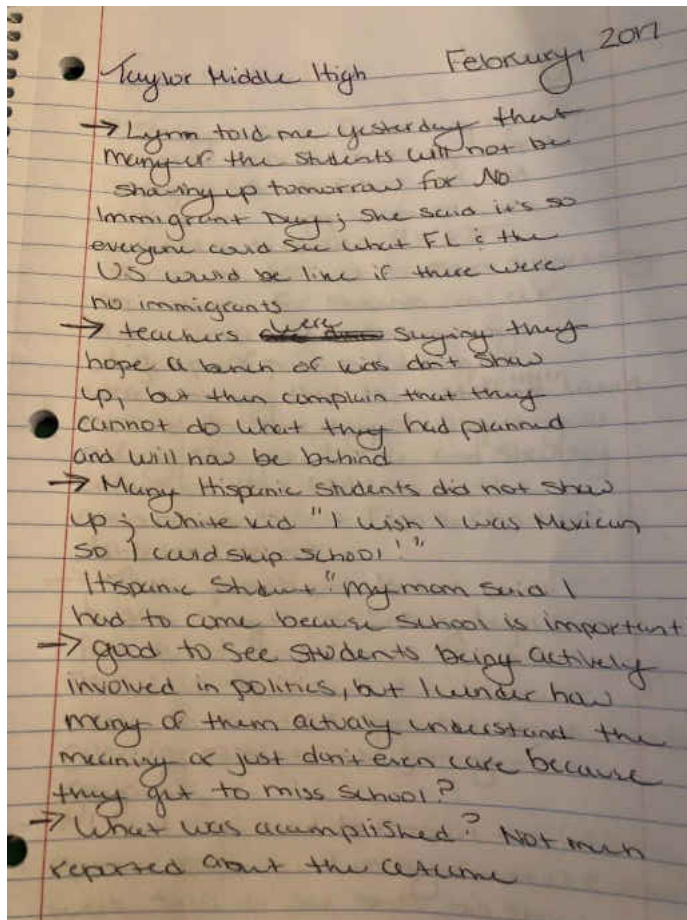 Taylor Middle High February, 2017
→ Lynn told me yesterday that
many of the students will not be
showing up tomorrow for No
Immigrant Day; She said it's so
everyone could see what FL & the
US would be like if there were
no immigrants
→ teachers were saying they
hope a bunch of kids don't show
up, but then complain that they
cannot do what they had planned
and will now be behind
→ Many Hispanic students did not show
up; White kid "I wish I was Mexican
so I could skip school!"
Hispanic Student "My mom said I
had to come because school is important
→ good to see students being actively
involved in politics, but I wonder how
many of them actually understand the
meaning or just don't even care because
they get to miss school?
→ What was accomplished? Not much
reported about the outcome